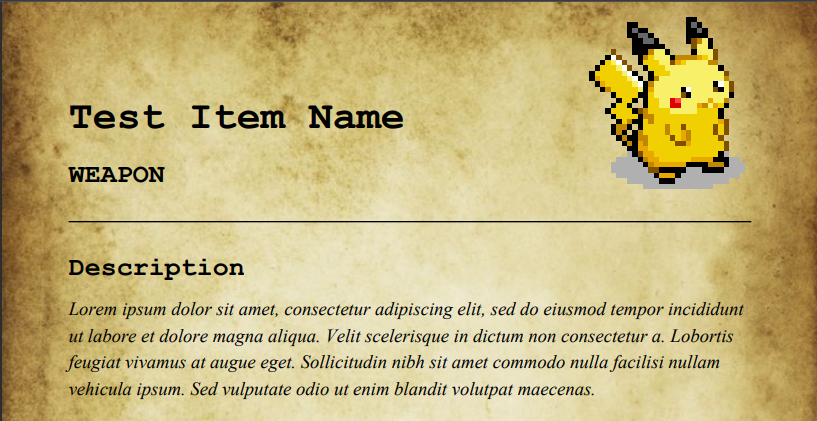 Test Item Name
WEAPON
Description
Lorem ipsum dolor sit amet, consectetur adipiscing elit, sed do eiusmod tempor incididunt
ut labore et dolore magna aliqua. Velit scelerisque in dictum non consectetur a. Lobortis
feugiat vivamus at augue eget. Sollicitudin nibh sit amet commodo nulla facilisi nullam
vehicula ipsum. Sed vulputate odio ut enim blandit volutpat maecenas.